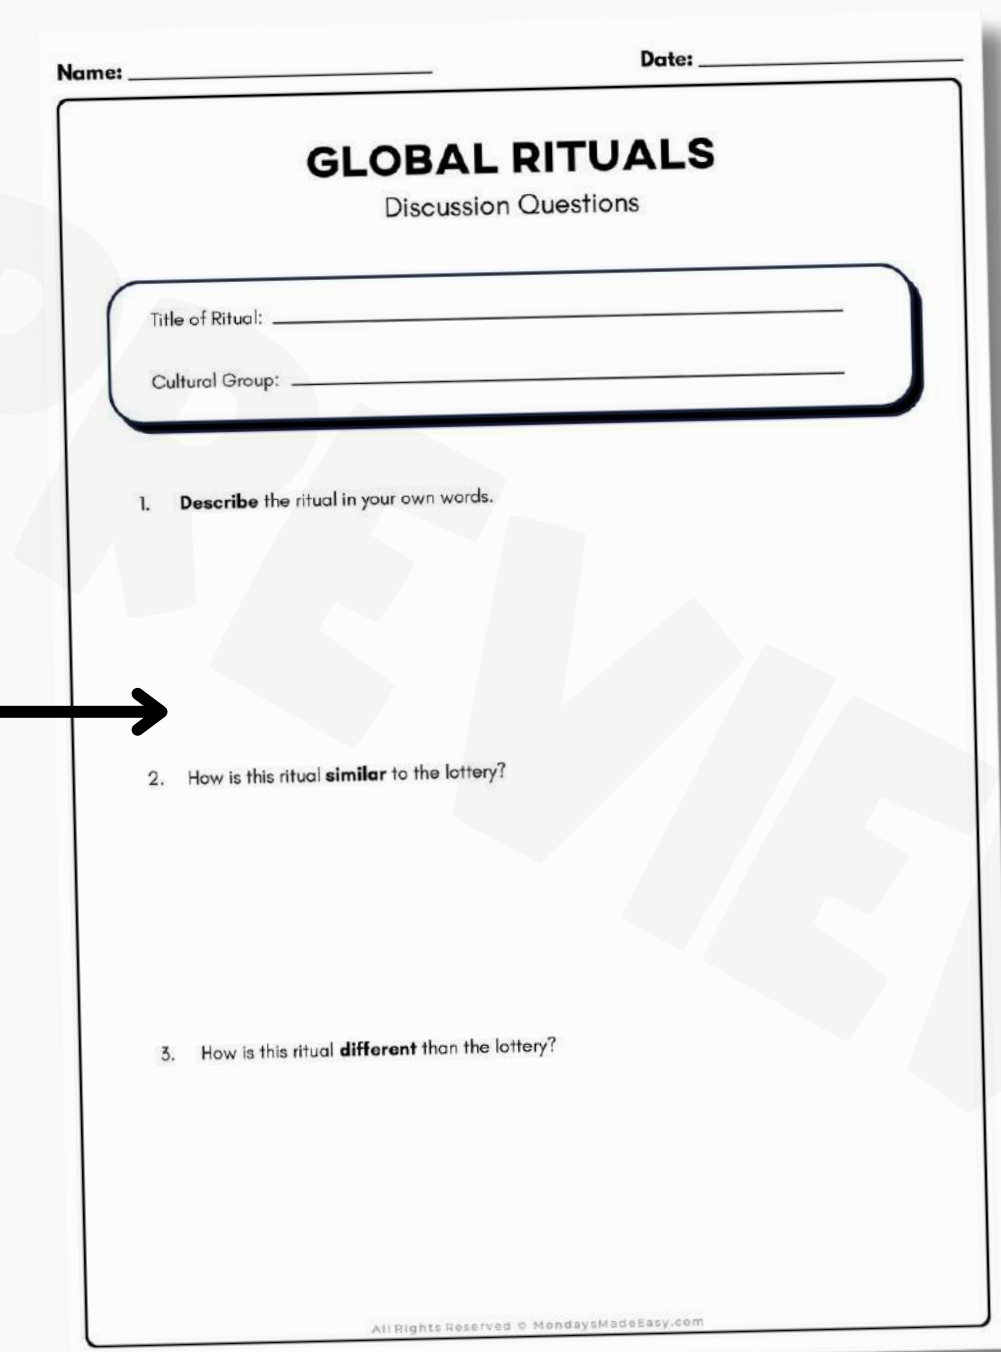 Name: Date:
GLOBAL RITUALS
Discussion Questions
Title of Ritual:
Cultural Group:
1. Describe the ritual in your own words.
2. How is this ritual similar to the lottery?
3. How is this ritual different than the lottery?
All Rights Reserved © MondaysMadeEasy.com
PREVIE